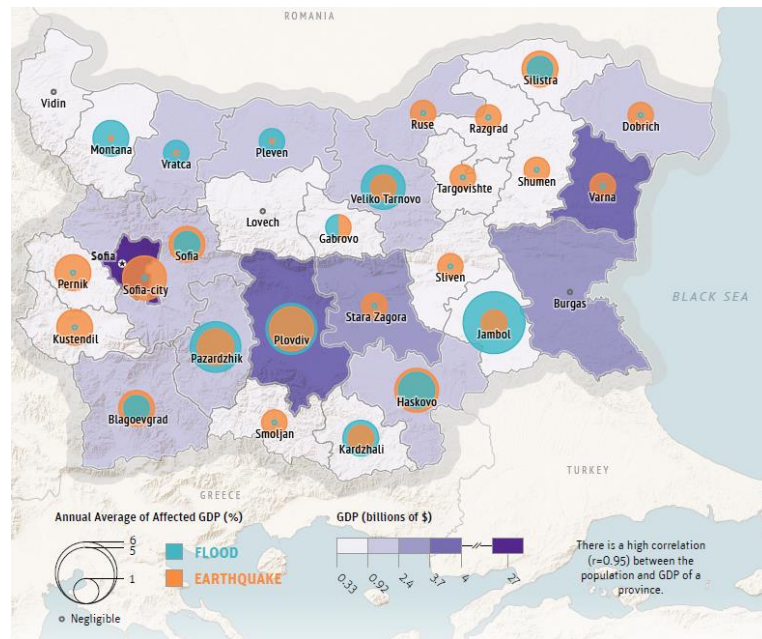 ROMANIA
Vidin
Silistra
Montana
Vratca
Pleven
Ruse
Razgrad
Dobrich
Veliko Tarnovo
Targovishte
Shumen
Varna
Lovech
Gabrovo
Sofia
Sofia
Pernik
Sofia-city
Sliven
Burgas
BLACK SEA
Kustendil
Stara Zagora
Jambol
Pazardzhik
Plovdiv
Blagoevgrad
Haskovo
Smoljan
Kardzhali
TURKEY
GREECE
Annual Average of Affected GDP (%)
6
5
1
Negligible
FLOOD
EARTHQUAKE
GDP (billions of $)
0.33
0.92
2.4
3.7
4
27
There is a high correlation
(r=0.95) between the
population and GDP of a
province.